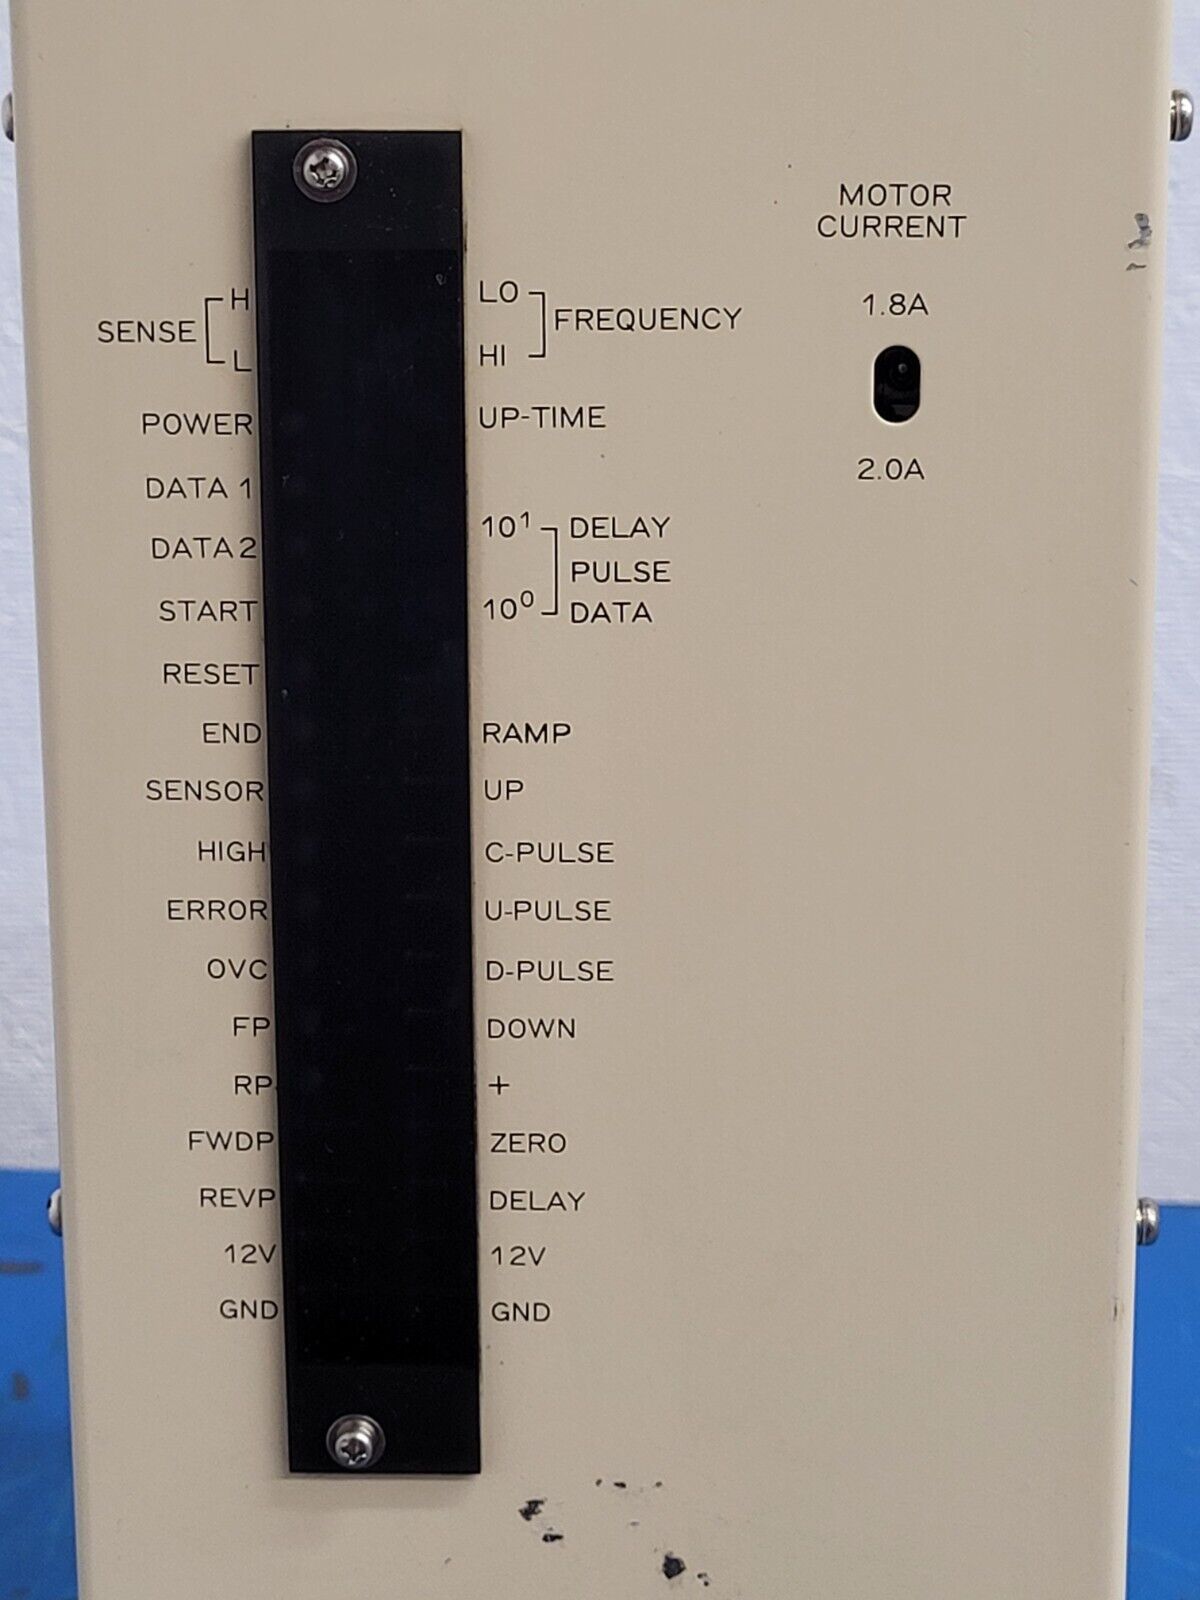 MOTOR
CURRENT
1.8A
2.0A
SENSE
H
L
POWER
DATA 1
DATA 2
START
RESET
END
SENSOR
HIGH
ERROR
OVC
FP
RP
FWDP
REVP
12V
GND
LO
HI
FREQUENCY
UP-TIME
10¹
10⁰
DELAY
PULSE
DATA
RAMP
UP
C-PULSE
U-PULSE
D-PULSE
DOWN
+
ZERO
DELAY
12V
GND